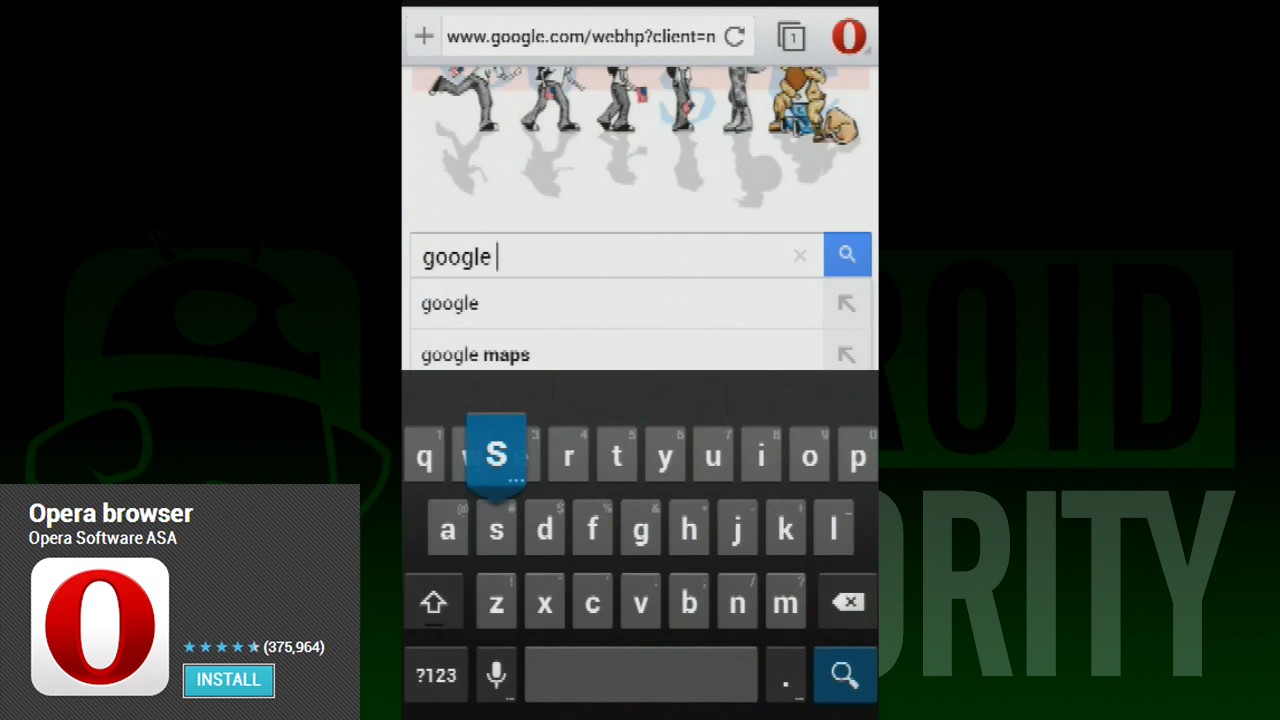 www.google.com/webhp?client=n
1
google
google
google maps
S
q r t y u i o p
a s d f g h j k l
z x c v b n m
?123 .
ROID
ORITY
Opera browser
Opera Software ASA
(375,964)
INSTALL